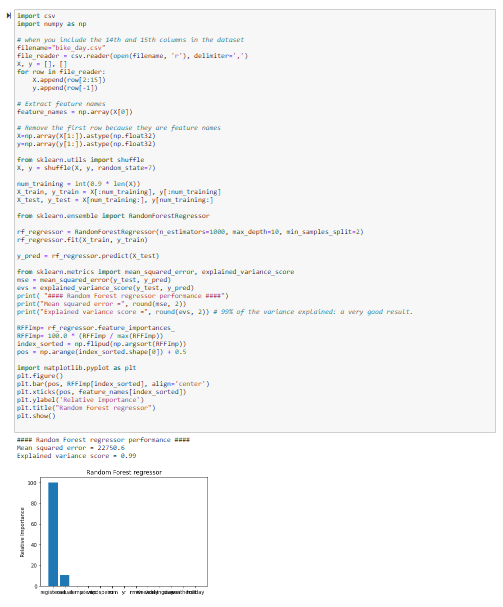 import csv
import numpy as np
# when you include the 14th and 15th columns in the dataset
filename="bike_day.csv"
file_reader = csv.reader(open(filename, 'r'), delimiter=',')
X, y = [], []
for row in file_reader:
    X.append(row[2:15])
    y.append(row[-1])
# Extract feature names
feature_names = np.array(X[0])
# Remove the first row because they are feature names
X=np.array(X[1:]).astype(np.float32)
y=np.array(y[1:]).astype(np.float32)
from sklearn.utils import shuffle
X, y = shuffle(X, y, random_state=7)
num_training = int(0.9 * len(X))
X_train, y_train = X[:num_training], y[:num_training]
X_test, y_test = X[num_training:], y[num_training:]
from sklearn.ensemble import RandomForestRegressor
rf_regressor = RandomForestRegressor(n_estimators=1000, max_depth=10, min_samples_split=2)
rf_regressor.fit(X_train, y_train)
y_pred = rf_regressor.predict(X_test)
from sklearn.metrics import mean_squared_error, explained_variance_score
mse = mean_squared_error(y_test, y_pred)
evs = explained_variance_score(y_test, y_pred)
print( "#### Random Forest regressor performance ####")
print("Mean squared error =", round(mse, 2))
print("Explained variance score =", round(evs, 2)) # 99% of the variance explained: a very good result.
RFFImp= rf_regressor.feature_importances_
RFFImp= 100.0 * (RFFImp / max(RFFImp))
index_sorted = np.flipud(np.argsort(RFFImp))
pos = np.arange(index_sorted.shape[0]) + 0.5
import matplotlib.pyplot as plt
plt.figure()
plt.bar(pos, RFFImp[index_sorted], align='center')
plt.xticks(pos, feature_names[index_sorted])
plt.ylabel('Relative Importance')
plt.title("Random Forest regressor")
plt.show()
#### Random Forest regressor performance ####
Mean squared error = 22750.6
Explained variance score = 0.99
Random Forest regressor
Relative Importance
100
80
60
40
20
0